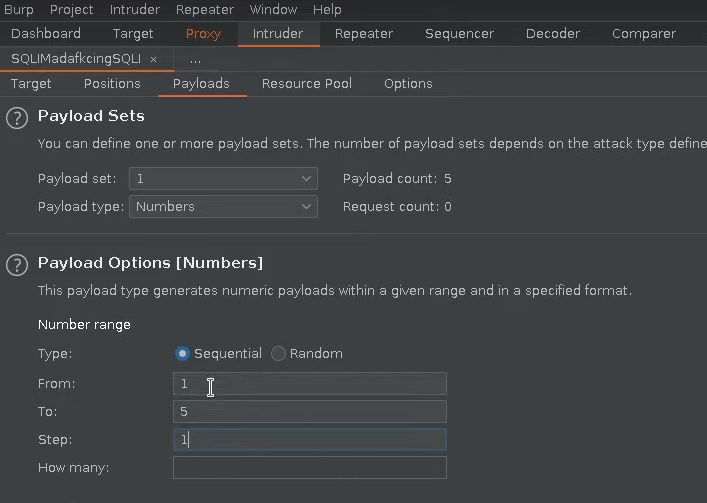 Burp Project Intruder Repeater Window Help
Dashboard Target Proxy Intruder Repeater Sequencer Decoder Comparer
SQLIMadafkcingSQLI × ...
Target Positions Payloads Resource Pool Options
? Payload Sets
You can define one or more payload sets. The number of payload sets depends on the attack type define
Payload set: 1 Payload count: 5
Payload type: Numbers Request count: 0
? Payload Options [Numbers]
This payload type generates numeric payloads within a given range and in a specified format.
Number range
Type: Sequential Random
From: 1
To: 5
Step: 1
How many: